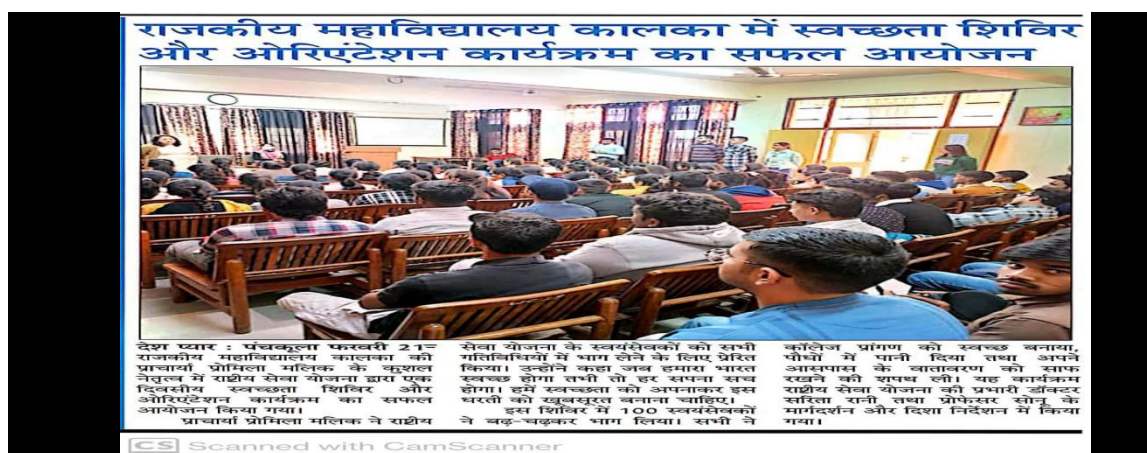 राजकीय महाविद्यालय कालका में स्वच्छता शिविर
और ओरिएंटेशन कार्यक्रम का सफल आयोजन
देश प्यार : पंचकूला फरवरी 21=
राजकीय महाविद्यालय कालका की
प्राचार्या प्रोमिला मलिक के कुशल
नेतृत्व में राष्ट्रीय सेवा योजना द्वारा एक
दिवसीय स्वच्छता शिविर और
ओरिएंटेशन कार्यक्रम का सफल
आयोजन किया गया।
प्राचार्या प्रोमिला मलिक ने राष्ट्रीय
सेवा योजना के स्वयंसेवकों को सभी
गतिविधियों में भाग लेने के लिए प्रेरित
किया। उन्होंने कहा जब हमारा भारत
स्वच्छ होगा तभी तो हर सपना सच
होगा। हमें स्वच्छता को अपनाकर इस
धरती को खूबसूरत बनाना चाहिए।
इस शिविर में 100 स्वयंसेवकों
ने बढ़-चढ़कर भाग लिया। सभी ने
कॉलेज प्रांगण को स्वच्छ बनाया,
पौधों में पानी दिया तथा अपने
आसपास के वातावरण को साफ
रखने की शपथ ली। यह कार्यक्रम
राष्ट्रीय सेवा योजना की प्रभारी डॉक्टर
सरिता रानी तथा प्रोफेसर सोनू के
मार्गदर्शन और दिशा निर्देशन में किया
गया।
CS Scanned with CamScanner